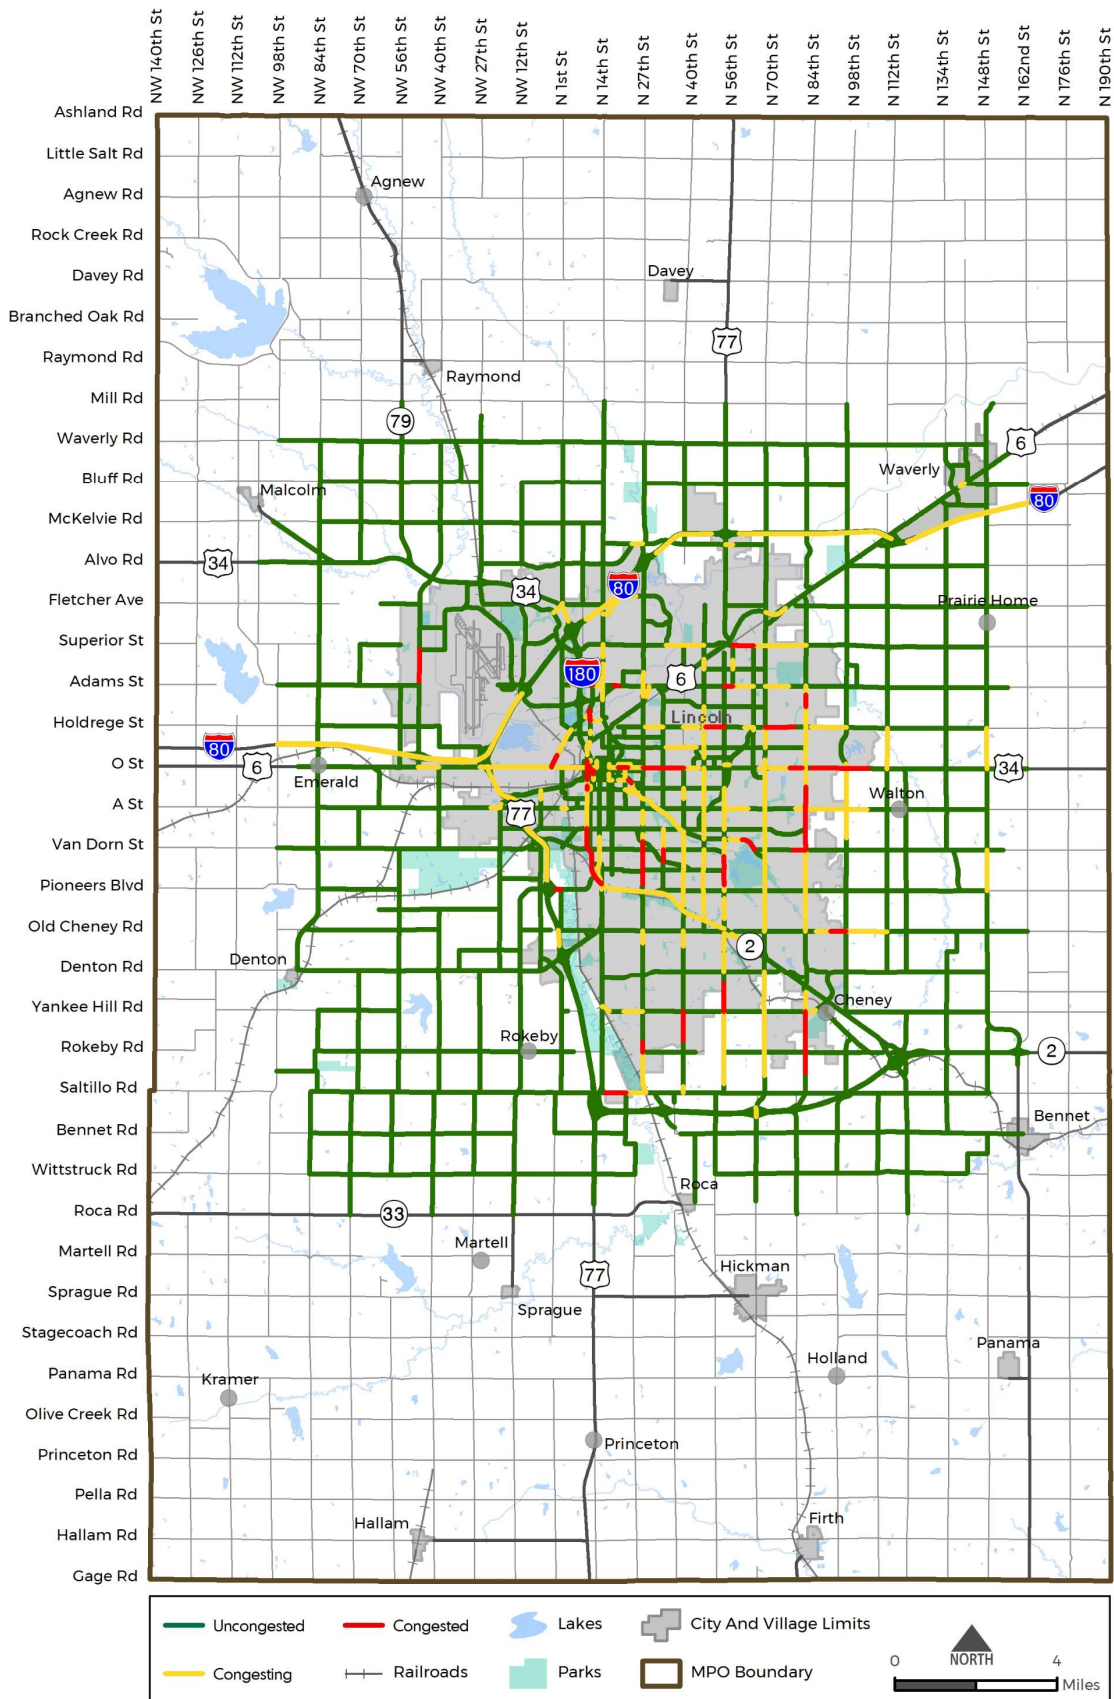 NW 140th St
NW 126th St
NW 112th St
NW 98th St
NW 84th St
NW 70th St
NW 56th St
NW 40th St
NW 27th St
NW 12th St
N 1st St
N 14th St
N 27th St
N 40th St
N 56th St
N 70th St
N 84th St
N 98th St
N 112th St
N 134th St
N 148th St
N 162nd St
N 176th St
N 190th St
Ashland Rd
Little Salt Rd
Agnew Rd
Rock Creek Rd
Davey Rd
Branched Oak Rd
Raymond Rd
Mill Rd
Waverly Rd
Bluff Rd
McKelvie Rd
Alvo Rd
Fletcher Ave
Superior St
Adams St
Holdrege St
O St
A St
Van Dorn St
Pioneers Blvd
Old Cheney Rd
Denton Rd
Yankee Hill Rd
Rokeby Rd
Saltillo Rd
Bennet Rd
Wittstruck Rd
Roca Rd
Martell Rd
Sprague Rd
Stagecoach Rd
Panama Rd
Olive Creek Rd
Princeton Rd
Pella Rd
Hallam Rd
Gage Rd
Agnew
Davey
77
Raymond
79
6
Waverly
80
Malcolm
34
34
80
Prairie Home
180
6
Lincoln
80
6
Emerald
34
Walton
77
2
Denton
Cheney
Rokeby
2
Bennet
Roca
33
Martell
77
Hickman
Sprague
Panama
Holland
Kramer
Princeton
Hallam
Firth
Uncongested
Congested
Lakes
City And Village Limits
Congesting
Railroads
Parks
MPO Boundary
NORTH
0
4
Miles